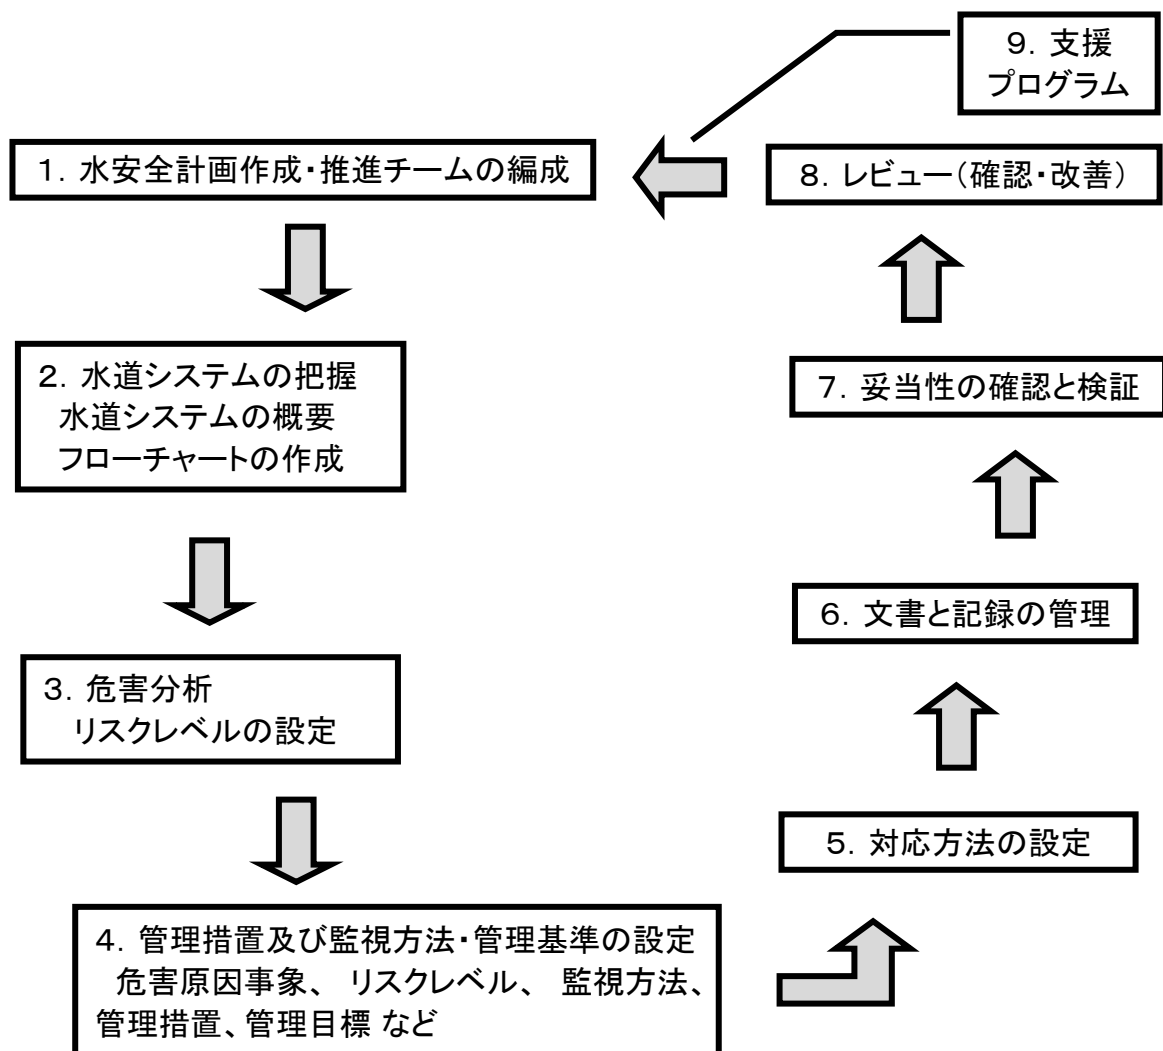 9．支援
プログラム
1．水安全計画作成・推進チームの編成
8．レビュー（確認・改善）
2．水道システムの把握
水道システムの概要
フローチャートの作成
7．妥当性の確認と検証
6．文書と記録の管理
3．危害分析
リスクレベルの設定
5．対応方法の設定
4．管理措置及び監視方法・管理基準の設定
危害原因事象、 リスクレベル、 監視方法、
管理措置、管理目標 など